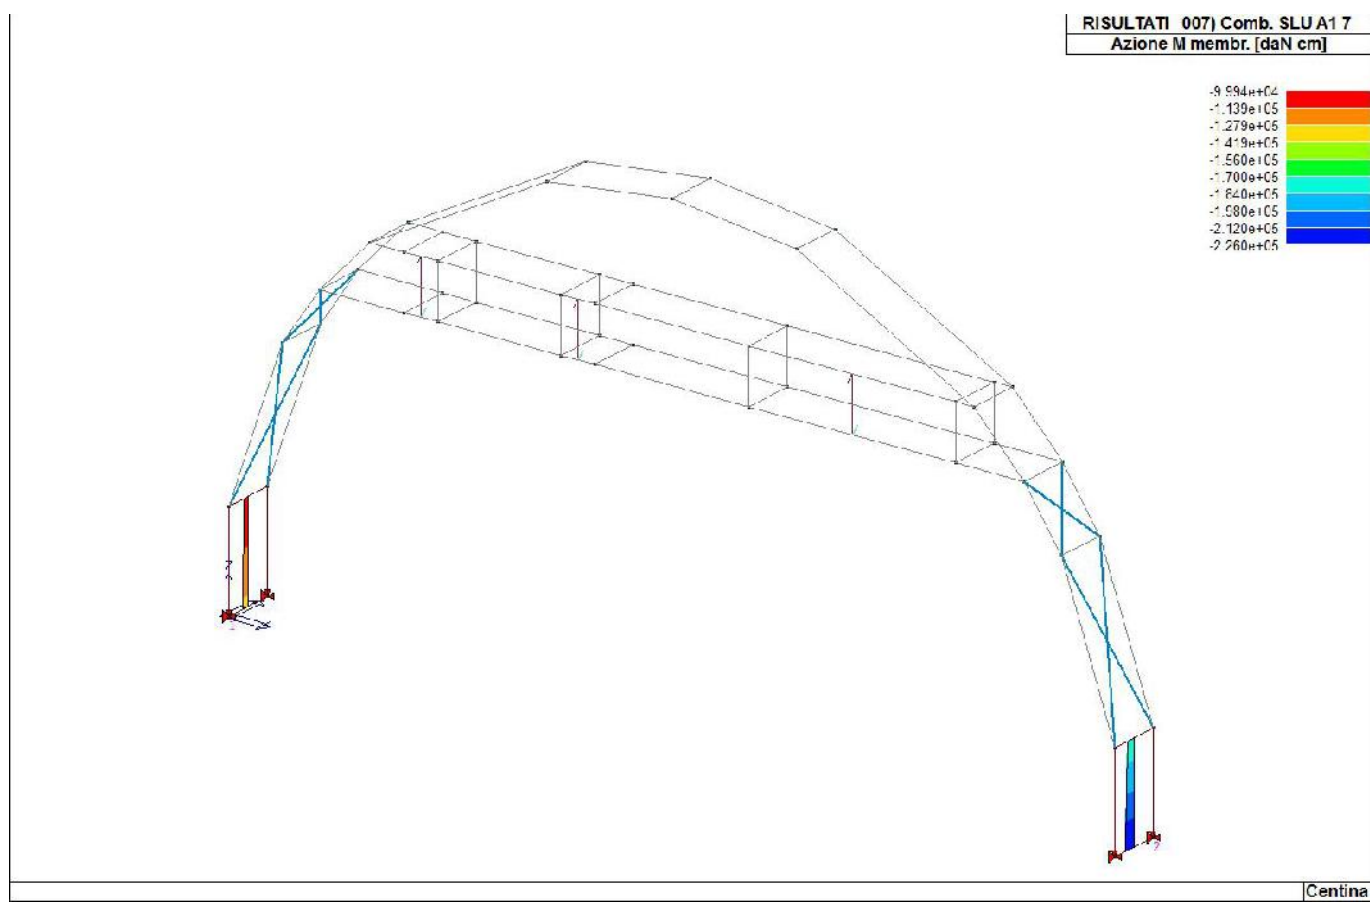 RISULTATI 007) Comb. SLU A1 7
Azione M membr. [daN cm]
-9.994e+04
-1.139e+05
-1.279e+05
-1.419e+05
-1.560e+05
-1.700e+05
-1.840e+05
-1.980e+05
-2.120e+05
-2.260e+05
Centina